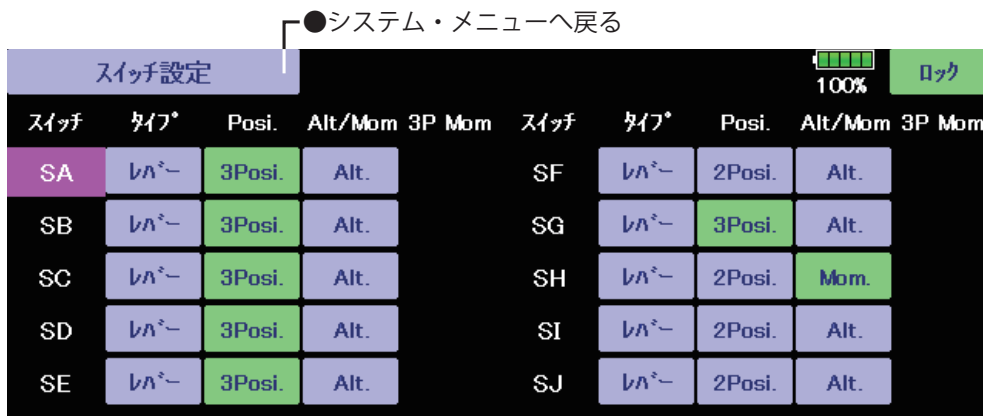 ●システム・メニューへ戻る
スイッチ設定 100% ロック
スイッチ タイプ Posi. Alt/Mom 3P Mom スイッチ タイプ Posi. Alt/Mom 3P Mom
SA レバー 3Posi. Alt. SF レバー 2Posi. Alt.
SB レバー 3Posi. Alt. SG レバー 3Posi. Alt.
SC レバー 3Posi. Alt. SH レバー 2Posi. Mom.
SD レバー 3Posi. Alt. SI レバー 2Posi. Alt.
SE レバー 3Posi. Alt. SJ レバー 2Posi. Alt.